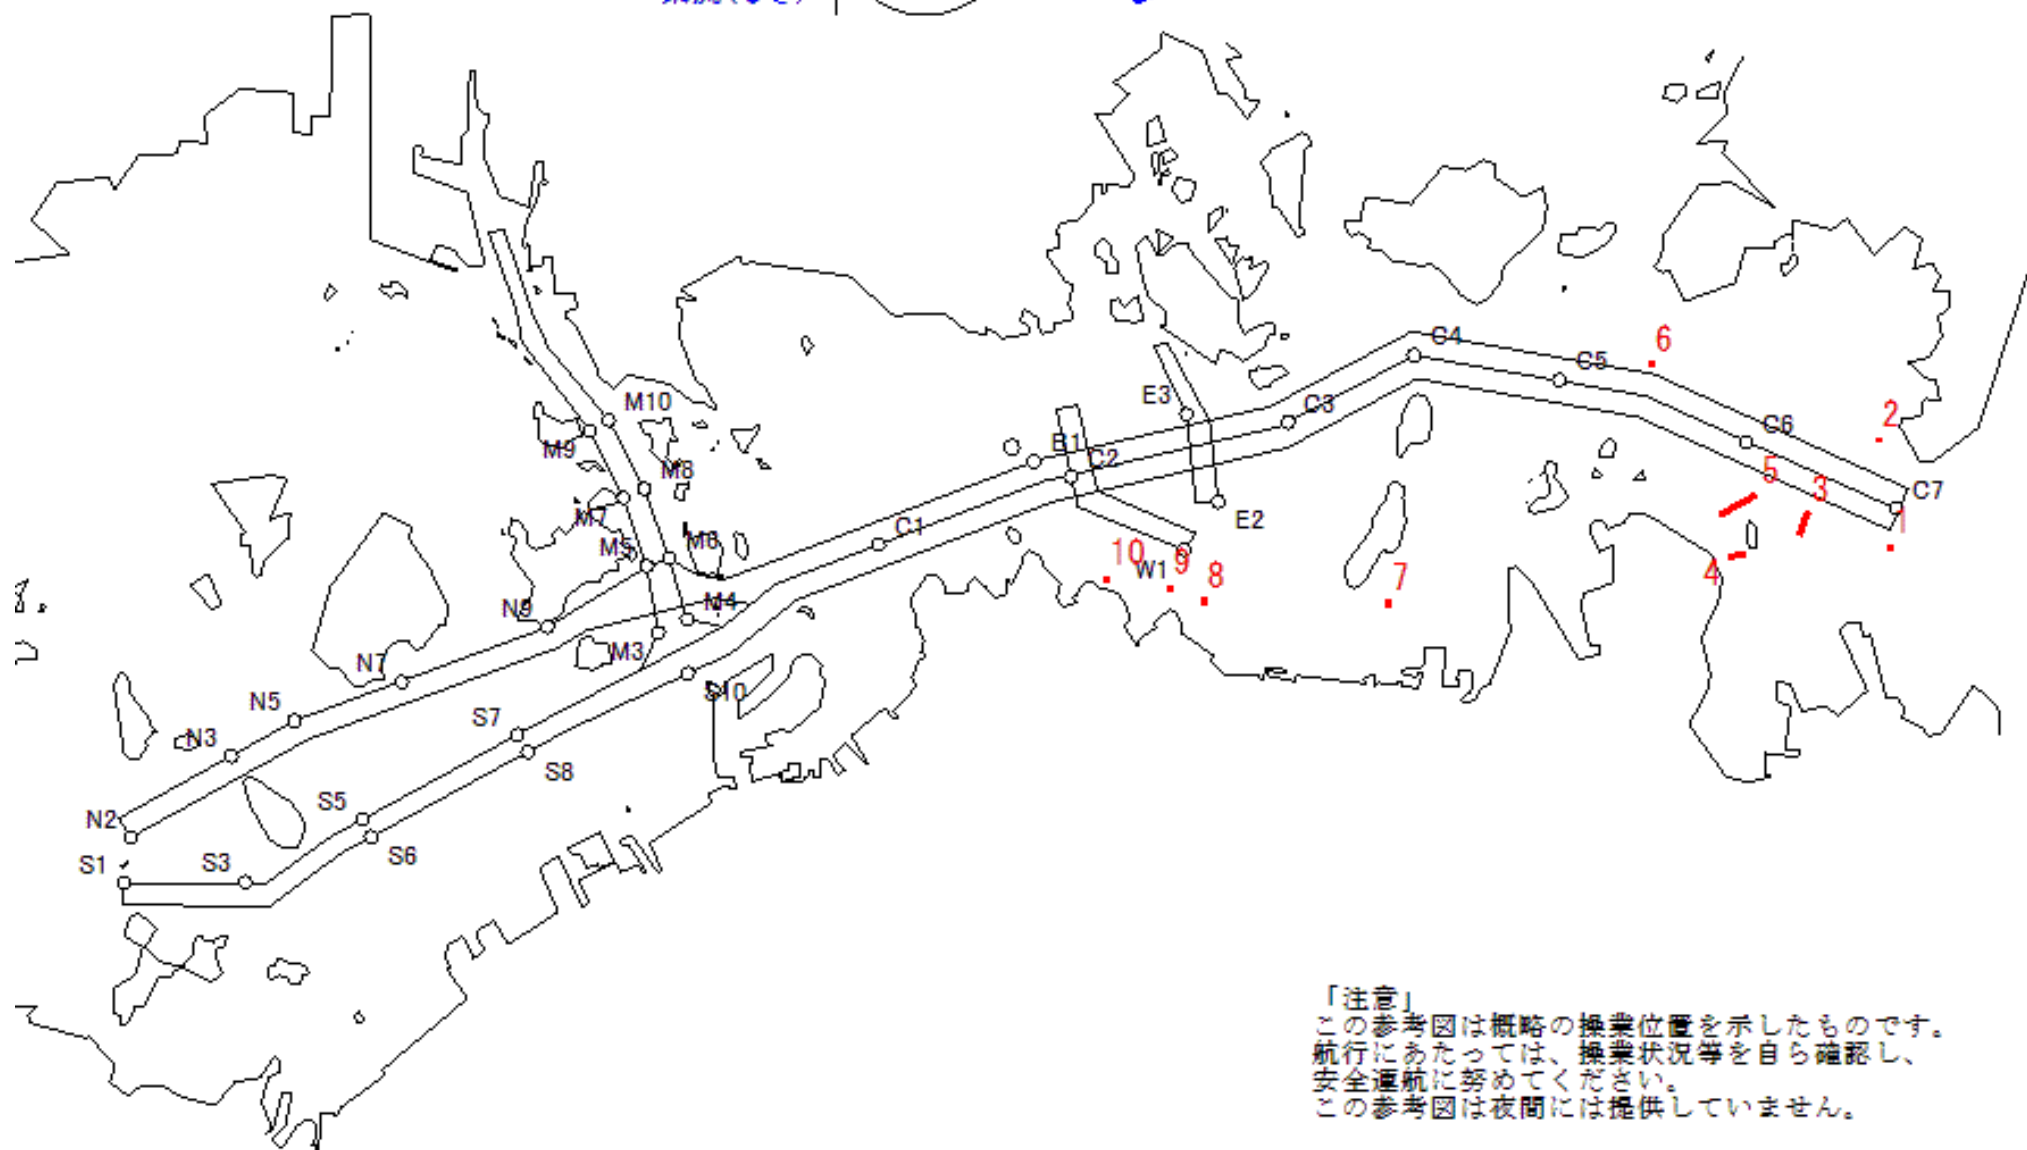 C4
6
C5
E3
M10
C3
2
C6
B1
M9
M8
C2
5
3
C7
M7
C1
E2
1
M5
M6
10
W1
9
8
4
7
N9
M4
M3
N7
S10
N5
S7
N3
S8
S5
N2
S6
S1
S3
「注意」
この参考図は概略の操業位置を示したものです。
航行にあたっては、操業状況等を自ら確認し、
安全運航に努めてください。
この参考図は夜間には提供していません。